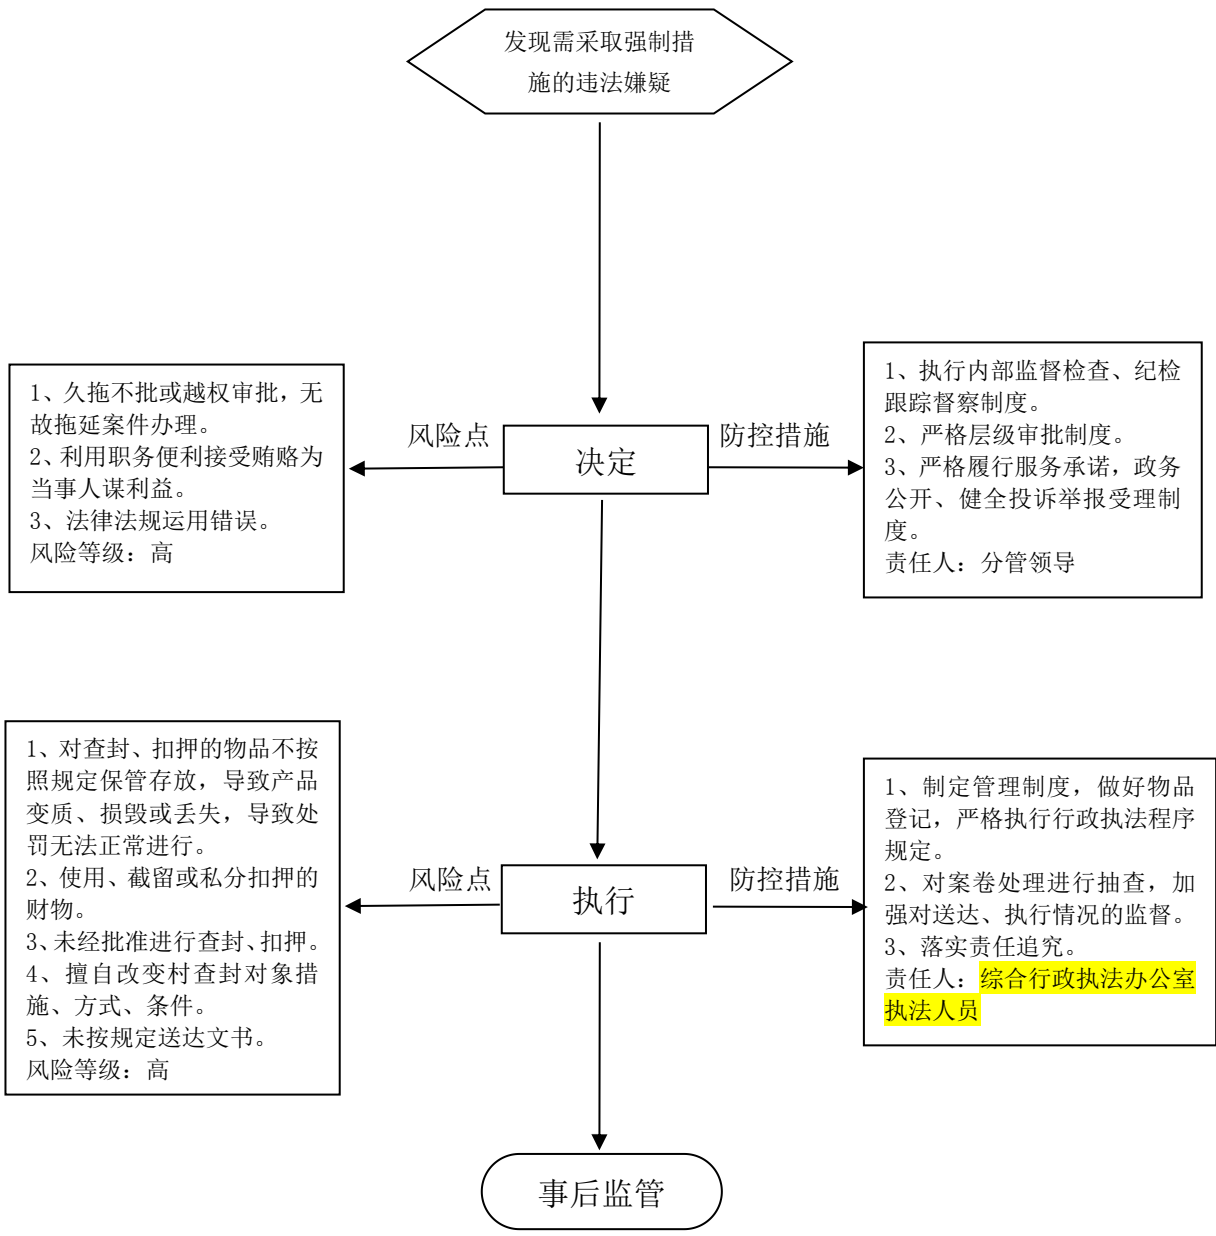 发现需采取强制措
施的违法嫌疑
1、久拖不批或越权审批，无
故拖延案件办理。
2、利用职务便利接受贿赂为
当事人谋利益。
3、法律法规运用错误。
风险等级：高
风险点
决定
防控措施
1、执行内部监督检查、纪检
跟踪督察制度。
2、严格层级审批制度。
3、严格履行服务承诺，政务
公开、健全投诉举报受理制
度。
责任人：分管领导
1、对查封、扣押的物品不按
照规定保管存放，导致产品
变质、损毁或丢失，导致处
罚无法正常进行。
2、使用、截留或私分扣押的
财物。
3、未经批准进行查封、扣押。
4、擅自改变村查封对象措
施、方式、条件。
5、未按规定送达文书。
风险等级：高
风险点
执行
防控措施
1、制定管理制度，做好物品
登记，严格执行行政执法程序
规定。
2、对案卷处理进行抽查，加
强对送达、执行情况的监督。
3、落实责任追究。
责任人：综合行政执法办公室
执法人员
事后监管